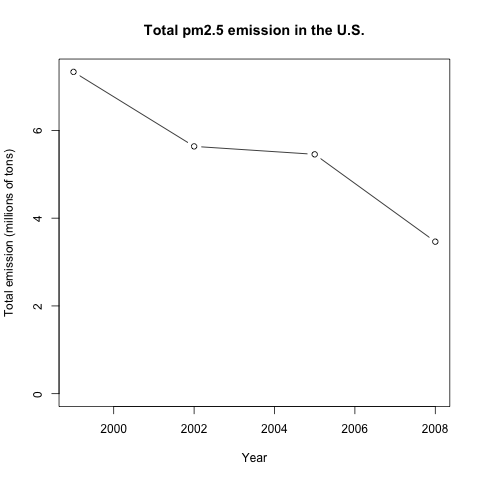 Total pm2.5 emission in the U.S.
Total emission (millions of tons)
6
4
2
0
2000 2002 2004 2006 2008
Year